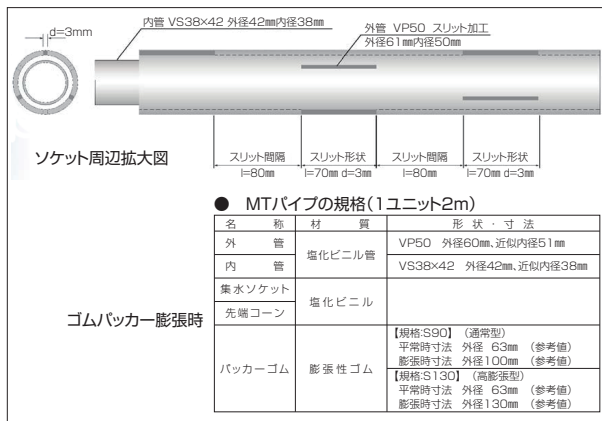 d=3mm
内管 VS38×42 外径42㎜内径38㎜
外管 VP50 スリット加工
外径61㎜内径50㎜
ソケット周辺拡大図
スリット間隔 スリット形状 スリット間隔 スリット形状
l=80㎜ l=70㎜ d=3㎜ l=80㎜ l=70㎜ d=3㎜
● MTパイプの規格(1ユニット2m)
名 称 材 質 形 状 ・ 寸 法
外 管 塩化ビニル管 VP50 外径60㎜、近似内径51㎜
内 管 VS38×42 外径42㎜、近似内径38㎜
集水ソケット 塩化ビニル
先端コーン
ゴムパッカー膨張時
パッカーゴム 膨張性ゴム
【規格:S90】(通常型)
平常時寸法 外径 63㎜ (参考値)
膨張時寸法 外径100㎜ (参考値)
【規格:S130】(高膨張型)
平常時寸法 外径 63㎜ (参考値)
膨張時寸法 外径130㎜ (参考値)